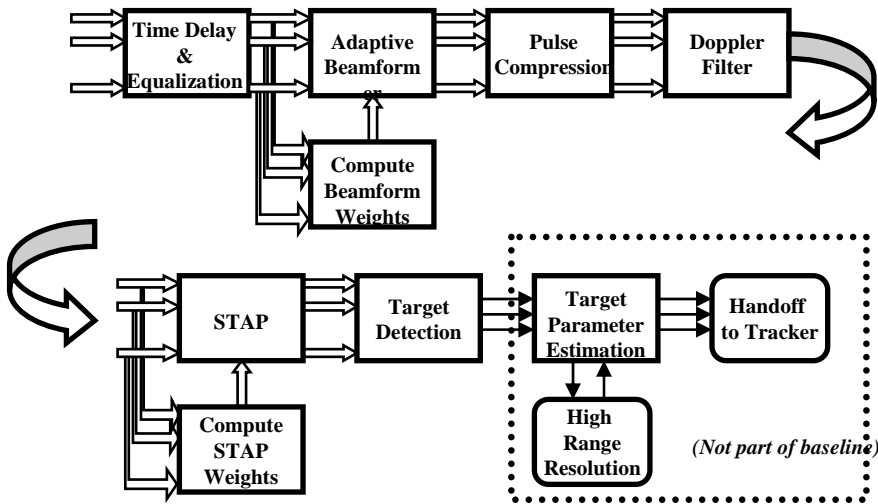 Time Delay
&
Equalization
Adaptive
Beamform
or
Pulse
Compression
Doppler
Filter
Compute
Beamform
Weights
STAP
Target
Detection
Target
Parameter
Estimation
Handoff
to Tracker
Compute
STAP
Weights
High
Range
Resolution
(Not part of baseline)